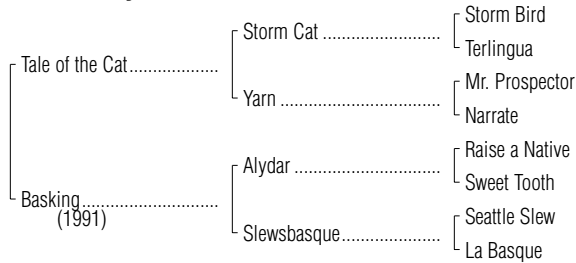 Storm Bird
Storm Cat ........................
Terlingua
Tale of the Cat..................
Mr. Prospector
Yarn ................................
Narrate
Raise a Native
Alydar .............................
Sweet Tooth
Basking...........................
(1991)
Seattle Slew
Slewsbasque....................
La Basque